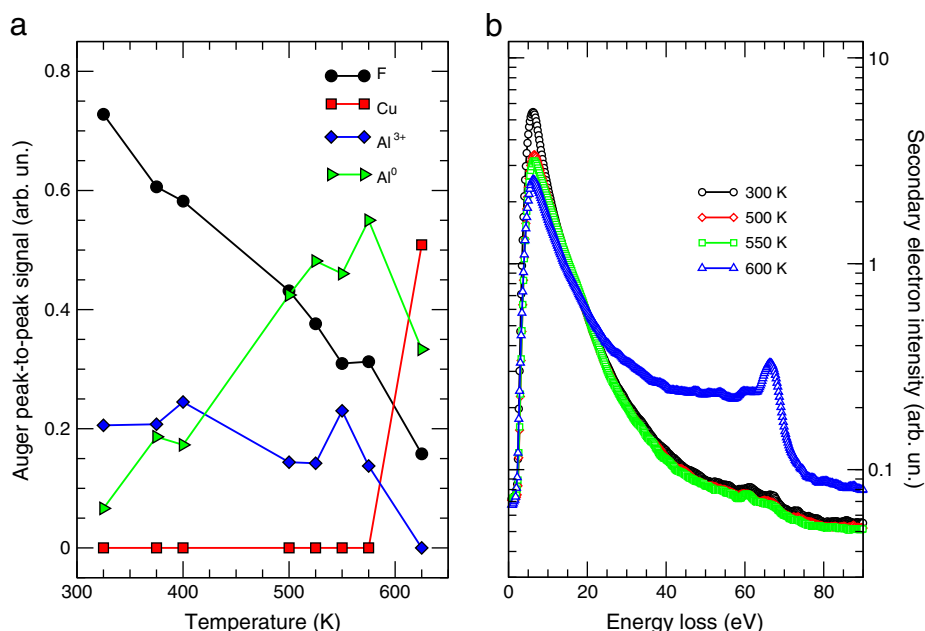 a
Auger peak-to-peak signal (arb. un.)
0.8
0.6
0.4
0.2
0
300
400
500
600
Temperature (K)
F
Cu
Al3+
Al0
b
Secondary electron intensity (arb. un.)
10
1
0.1
0
20
40
60
80
Energy loss (eV)
300 K
500 K
550 K
600 K